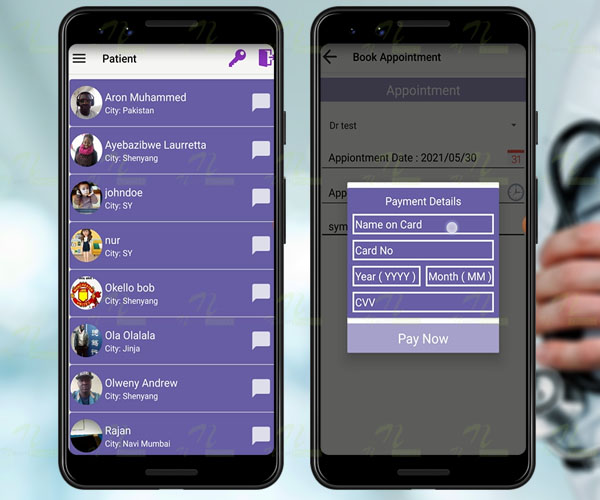 Patient
Aron Muhammed
City: Pakistan
Ayebazibwe Laurretta
City: Shenyang
johndoe
City: SY
nur
City: SY
Okello bob
City: Shenyang
Ola Olalala
City: Jinja
Olweny Andrew
City: Shenyang
Rajan
City: Navi Mumbai
Book Appointment
Appointment
Dr test
Appiontment Date : 2021/05/30
31
App
sym
Payment Details
Name on Card
Card No
Year ( YYYY )
Month ( MM )
CVV
Pay Now